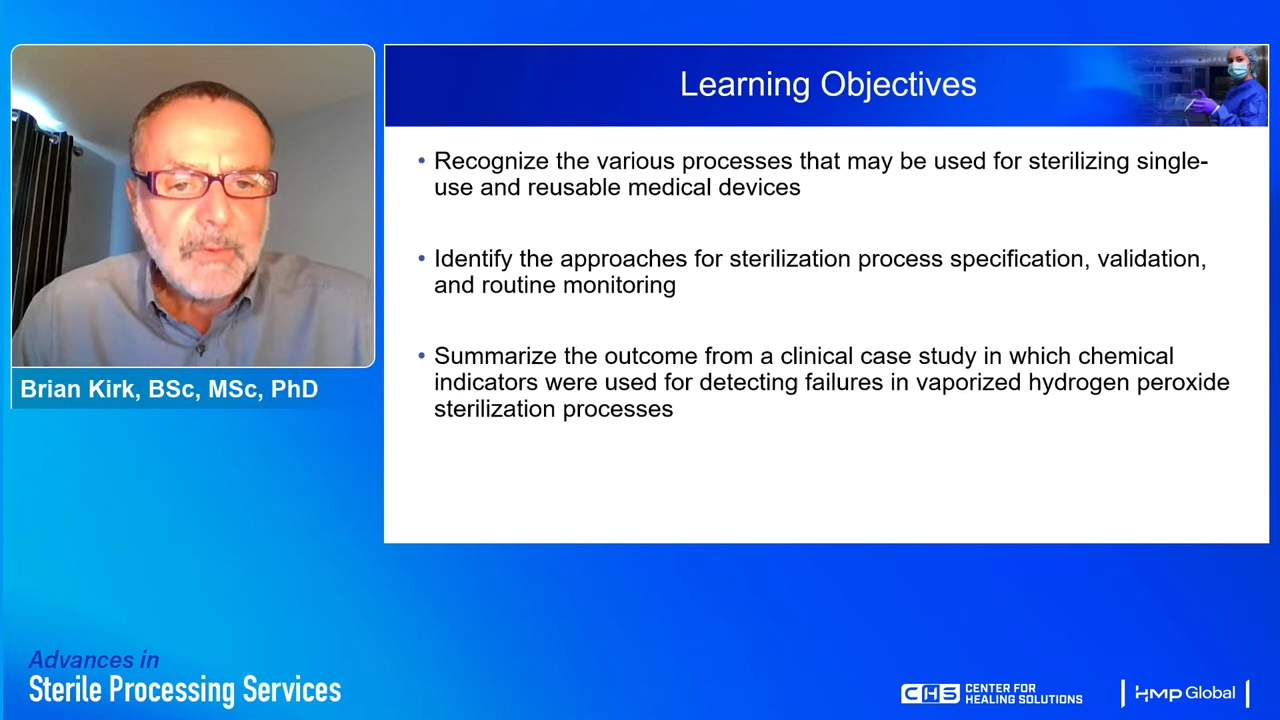 Learning Objectives
• Recognize the various processes that may be used for sterilizing single-
use and reusable medical devices
• Identify the approaches for sterilization process specification, validation,
and routine monitoring
• Summarize the outcome from a clinical case study in which chemical
indicators were used for detecting failures in vaporized hydrogen peroxide
sterilization processes
Brian Kirk, BSc, MSc, PhD
Advances in
Sterile Processing Services
CHS CENTER FOR
HEALING SOLUTIONS
HMP Global